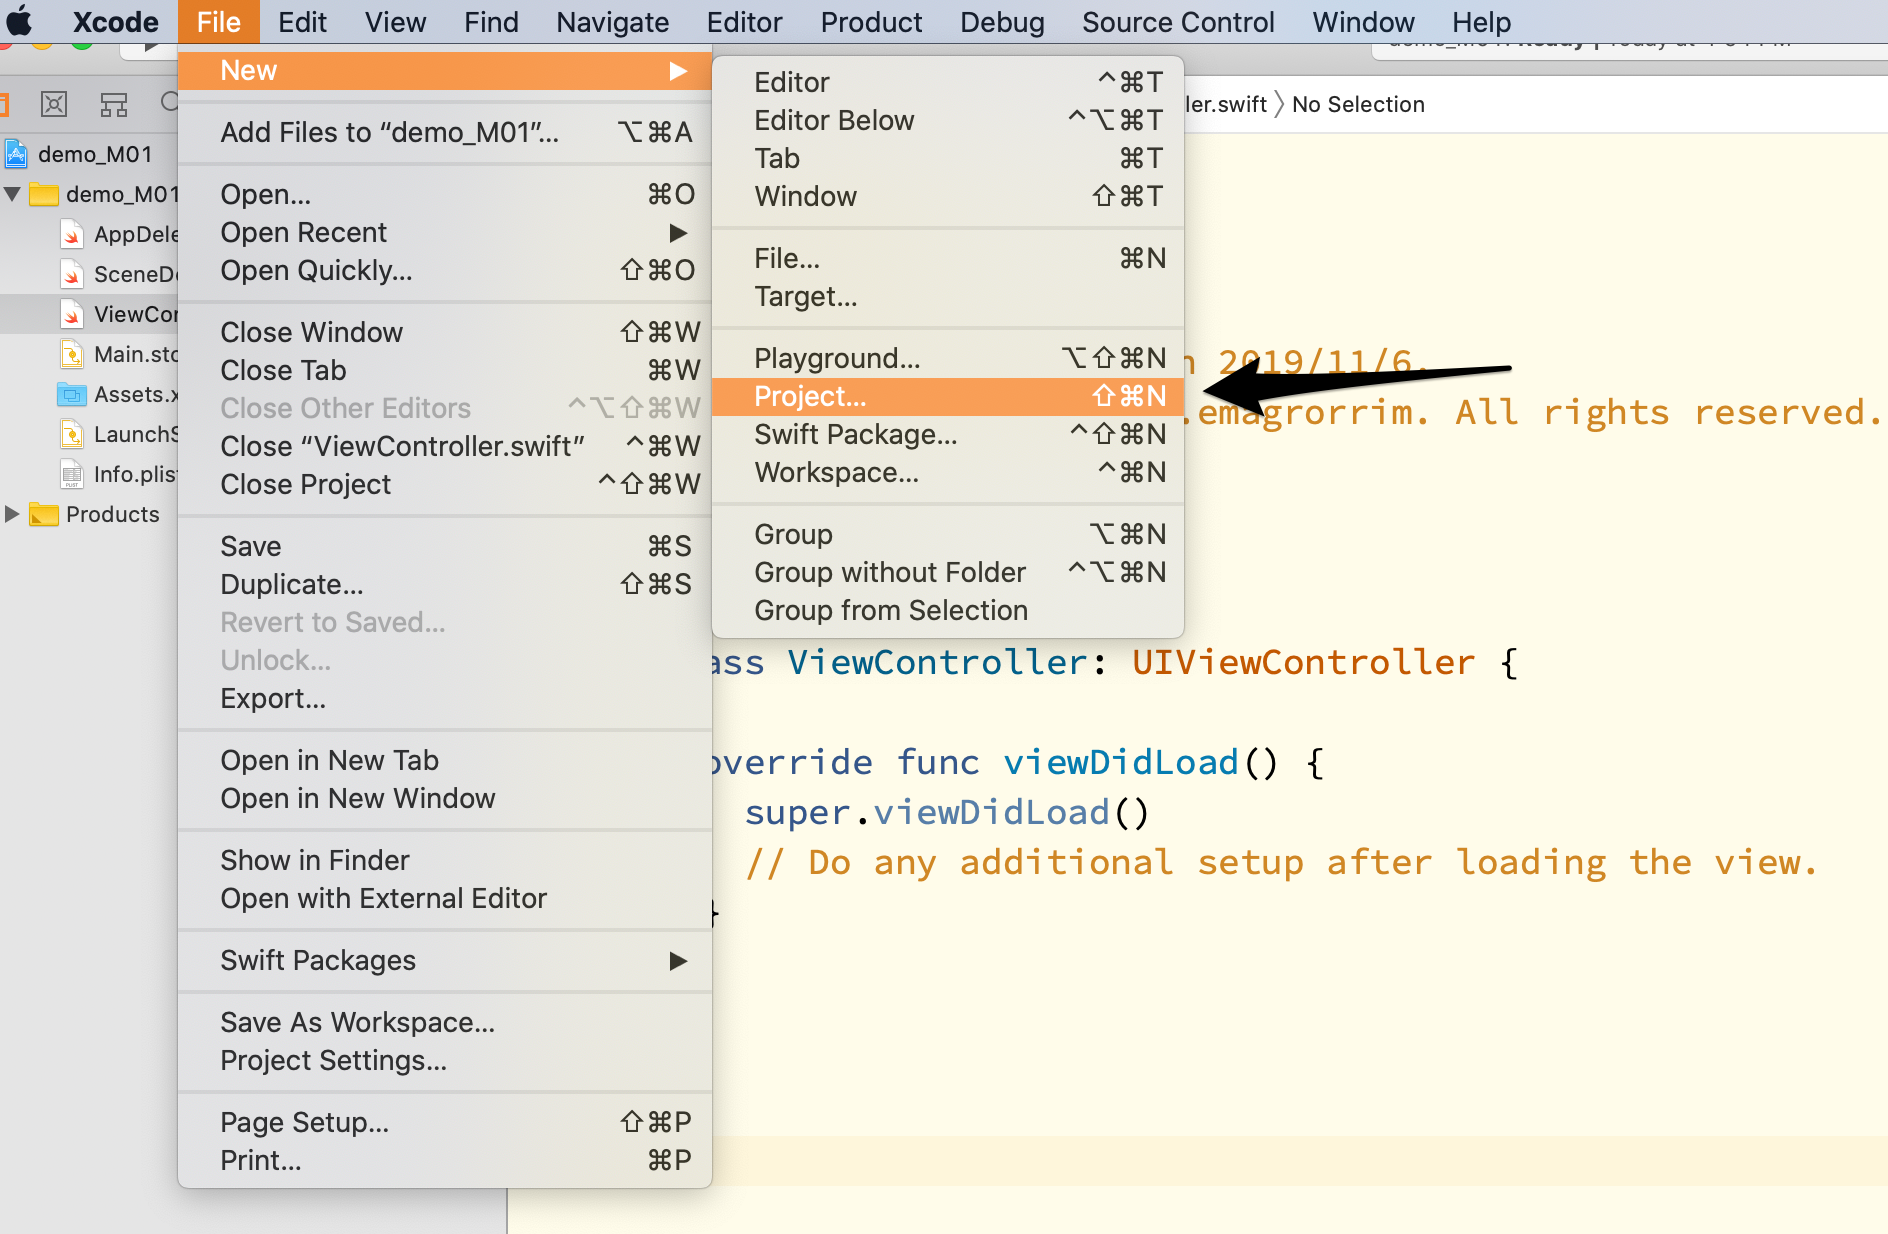 Xcode File Edit View Find Navigate Editor Product Debug Source Control Window Help
demo_M01
demo_M01
AppDele
SceneDe
ViewCor
Main.sto
Assets.x
LaunchS
Info.plist
Products
New ▶
Add Files to “demo_M01”... ⌥⌘A
Open... ⌘O
Open Recent ▶
Open Quickly... ⇧⌘O
Close Window ⇧⌘W
Close Tab ⌘W
Close Other Editors ^⌥⇧⌘W
Close “ViewController.swift” ^⌘W
Close Project ^⇧⌘W
Save ⌘S
Duplicate... ⇧⌘S
Revert to Saved...
Unlock...
Export...
Open in New Tab
Open in New Window
Show in Finder
Open with External Editor
Swift Packages ▶
Save As Workspace...
Project Settings...
Page Setup... ⇧⌘P
Print... ⌘P
Editor ^⌘T
Editor Below ^⌥⌘T
Tab ⌘T
Window ⇧⌘T
File... ⌘N
Target...
Playground... ⌥⇧⌘N
Project... ⇧⌘N
Swift Package... ^⇧⌘N
Workspace... ^⌘N
Group ⌥⌘N
Group without Folder ^⌥⌘N
Group from Selection
ler.swift 〉 No Selection
n 2019/11/6.
.emagrorrim. All rights reserved.
ass ViewController: UIViewController {
override func viewDidLoad() {
super.viewDidLoad()
// Do any additional setup after loading the view.
}